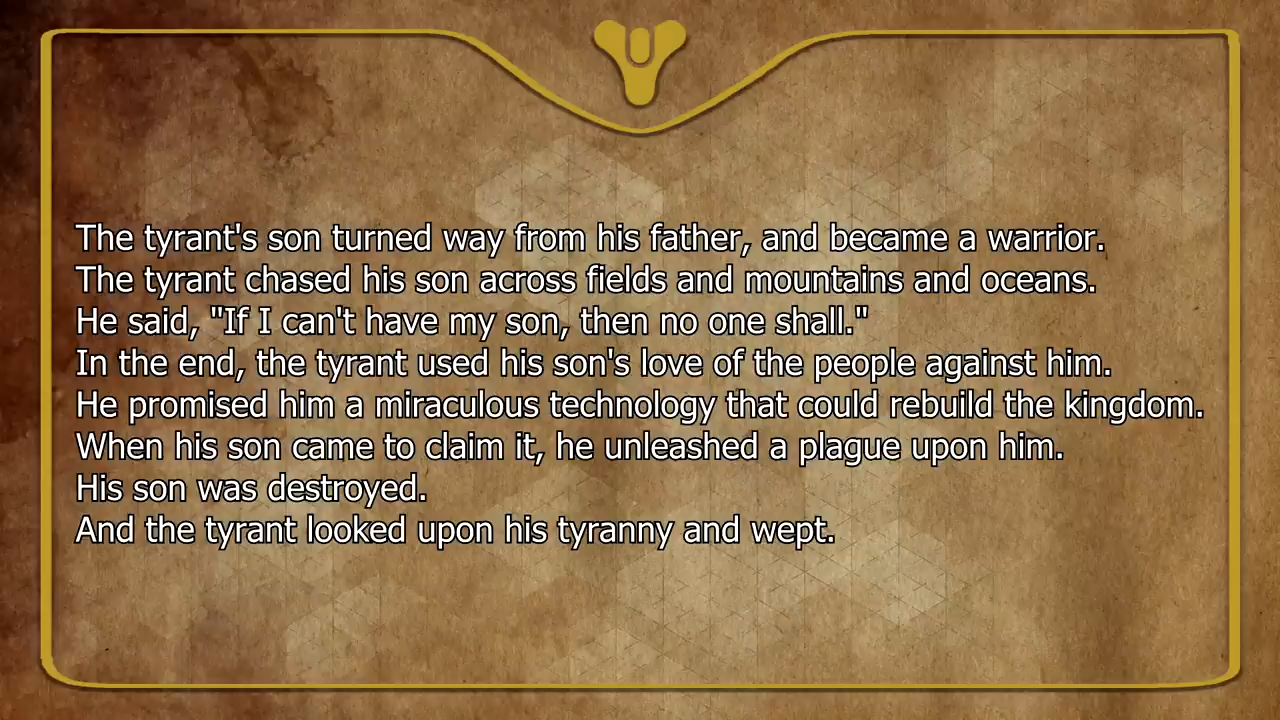 The tyrant's son turned way from his father, and became a warrior.
The tyrant chased his son across fields and mountains and oceans.
He said, "If I can't have my son, then no one shall."
In the end, the tyrant used his son's love of the people against him.
He promised him a miraculous technology that could rebuild the kingdom.
When his son came to claim it, he unleashed a plague upon him.
His son was destroyed.
And the tyrant looked upon his tyranny and wept.